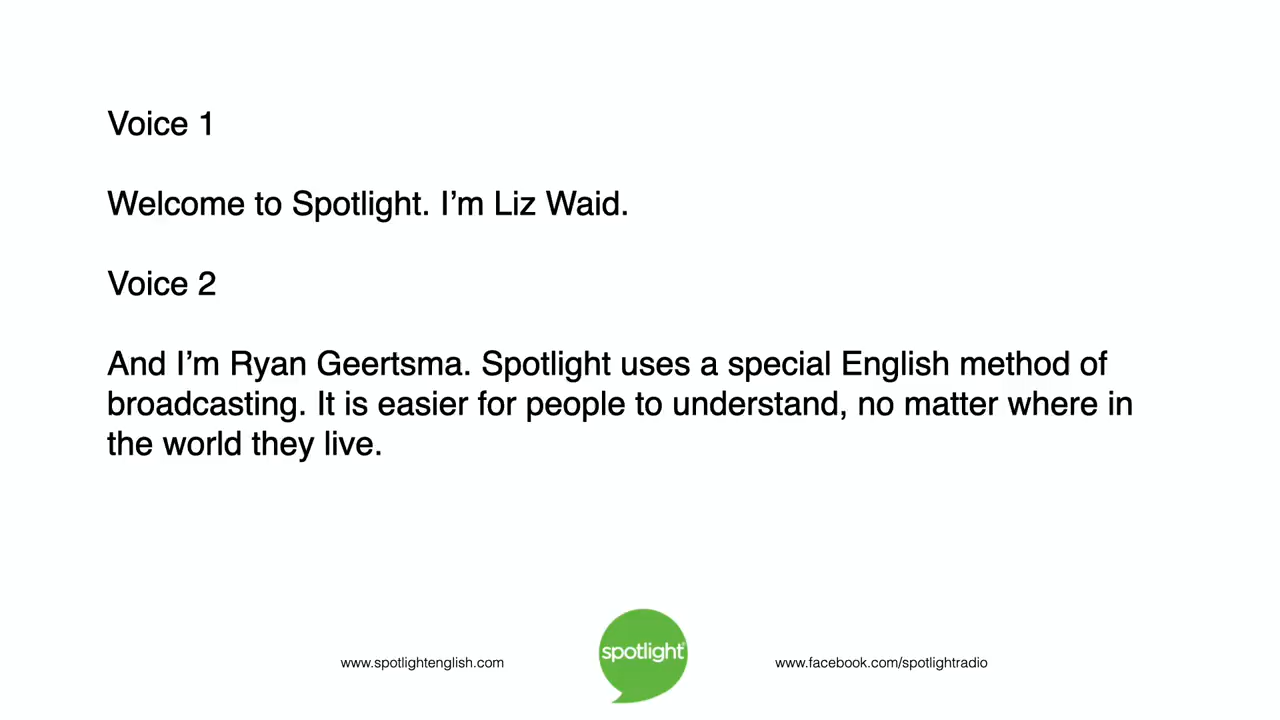 Voice 1
Welcome to Spotlight. I’m Liz Waid.
Voice 2
And I’m Ryan Geertsma. Spotlight uses a special English method of
broadcasting. It is easier for people to understand, no matter where in
the world they live.
www.spotlightenglish.com
spotlight
www.facebook.com/spotlightradio